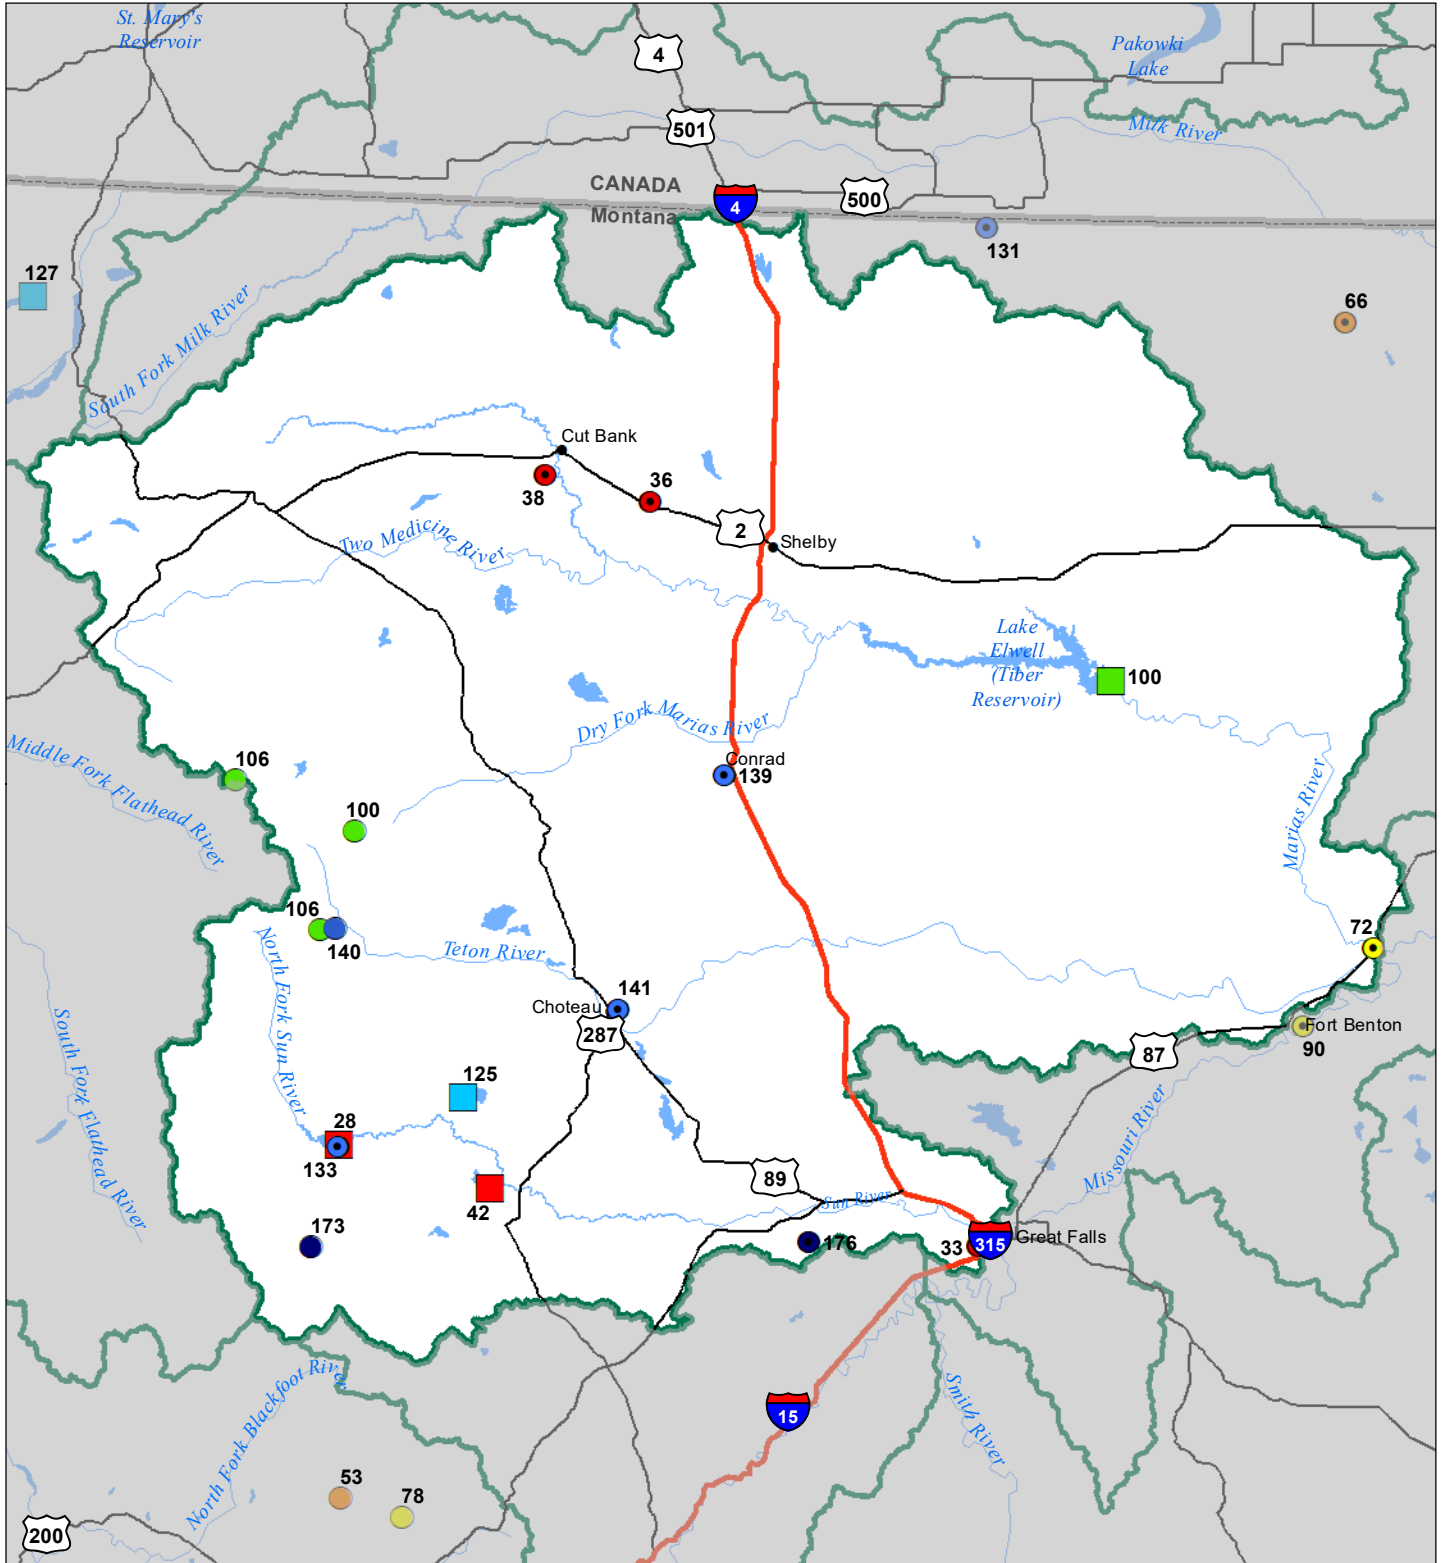 St. Mary's
Reservoir
4
Pakowki
Lake
501
Milk River
CANADA
Montana
4
500
131
127
66
South Fork Milk River
Cut Bank
38
36
2
Shelby
Two Medicine River
Lake
Elwell
(Tiber
Reservoir)
100
Dry Fork Marias River
Middle Fork Flathead River
106
Conrad
139
100
Marias River
106
140
North Fork Sun River
Teton River
72
141
Choteau
287
Fort Benton
90
87
South Fork Flathead River
125
28
133
Missouri River
42
89
Sun River
173
176
33
315
Great Falls
North Fork Blackfoot River
15
Smith River
53
78
200